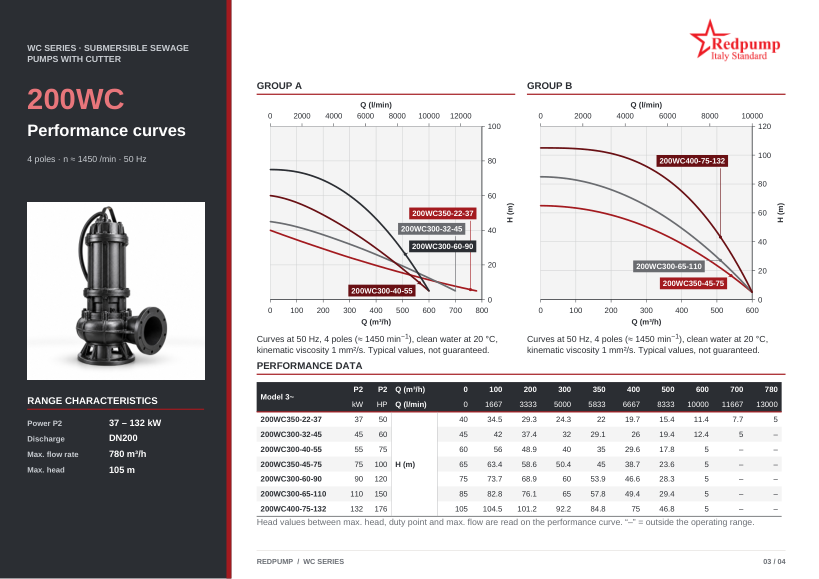 WC SERIES · SUBMERSIBLE SEWAGE
PUMPS WITH CUTTER
200WC
Performance curves
4 poles · n ≈ 1450 /min · 50 Hz
RANGE CHARACTERISTICS
Power P2 37 – 132 kW
Discharge DN200
Max. flow rate 780 m³/h
Max. head 105 m
Redpump
Italy Standard
GROUP A
Q (l/min)
0 2000 4000 6000 8000 10000 12000
100
80
60
40
20
0
H (m)
200WC350-22-37
200WC300-32-45
200WC300-60-90
200WC300-40-55
0 100 200 300 400 500 600 700 800
Q (m³/h)
Curves at 50 Hz, 4 poles (≈ 1450 min⁻¹), clean water at 20 °C,
kinematic viscosity 1 mm²/s. Typical values, not guaranteed.
GROUP B
Q (l/min)
0 2000 4000 6000 8000 10000
120
100
80
60
40
20
0
H (m)
200WC400-75-132
200WC300-65-110
200WC350-45-75
0 100 200 300 400 500 600
Q (m³/h)
Curves at 50 Hz, 4 poles (≈ 1450 min⁻¹), clean water at 20 °C,
kinematic viscosity 1 mm²/s. Typical values, not guaranteed.
PERFORMANCE DATA
Model 3~ P2 P2 Q (m³/h) 0 100 200 300 350 400 500 600 700 780
kW HP Q (l/min) 0 1667 3333 5000 5833 6667 8333 10000 11667 13000
200WC350-22-37 37 50 40 34.5 29.3 24.3 22 19.7 15.4 11.4 7.7 5
200WC300-32-45 45 60 45 42 37.4 32 29.1 26 19.4 12.4 5 –
200WC300-40-55 55 75 60 56 48.9 40 35 29.6 17.8 5 – –
200WC350-45-75 75 100 H (m) 65 63.4 58.6 50.4 45 38.7 23.6 5 – –
200WC300-60-90 90 120 75 73.7 68.9 60 53.9 46.6 28.3 5 – –
200WC300-65-110 110 150 85 82.8 76.1 65 57.8 49.4 29.4 5 – –
200WC400-75-132 132 176 105 104.5 101.2 92.2 84.8 75 46.8 5 – –
Head values between max. head, duty point and max. flow are read on the performance curve. “–” = outside the operating range.
REDPUMP / WC SERIES
03 / 04